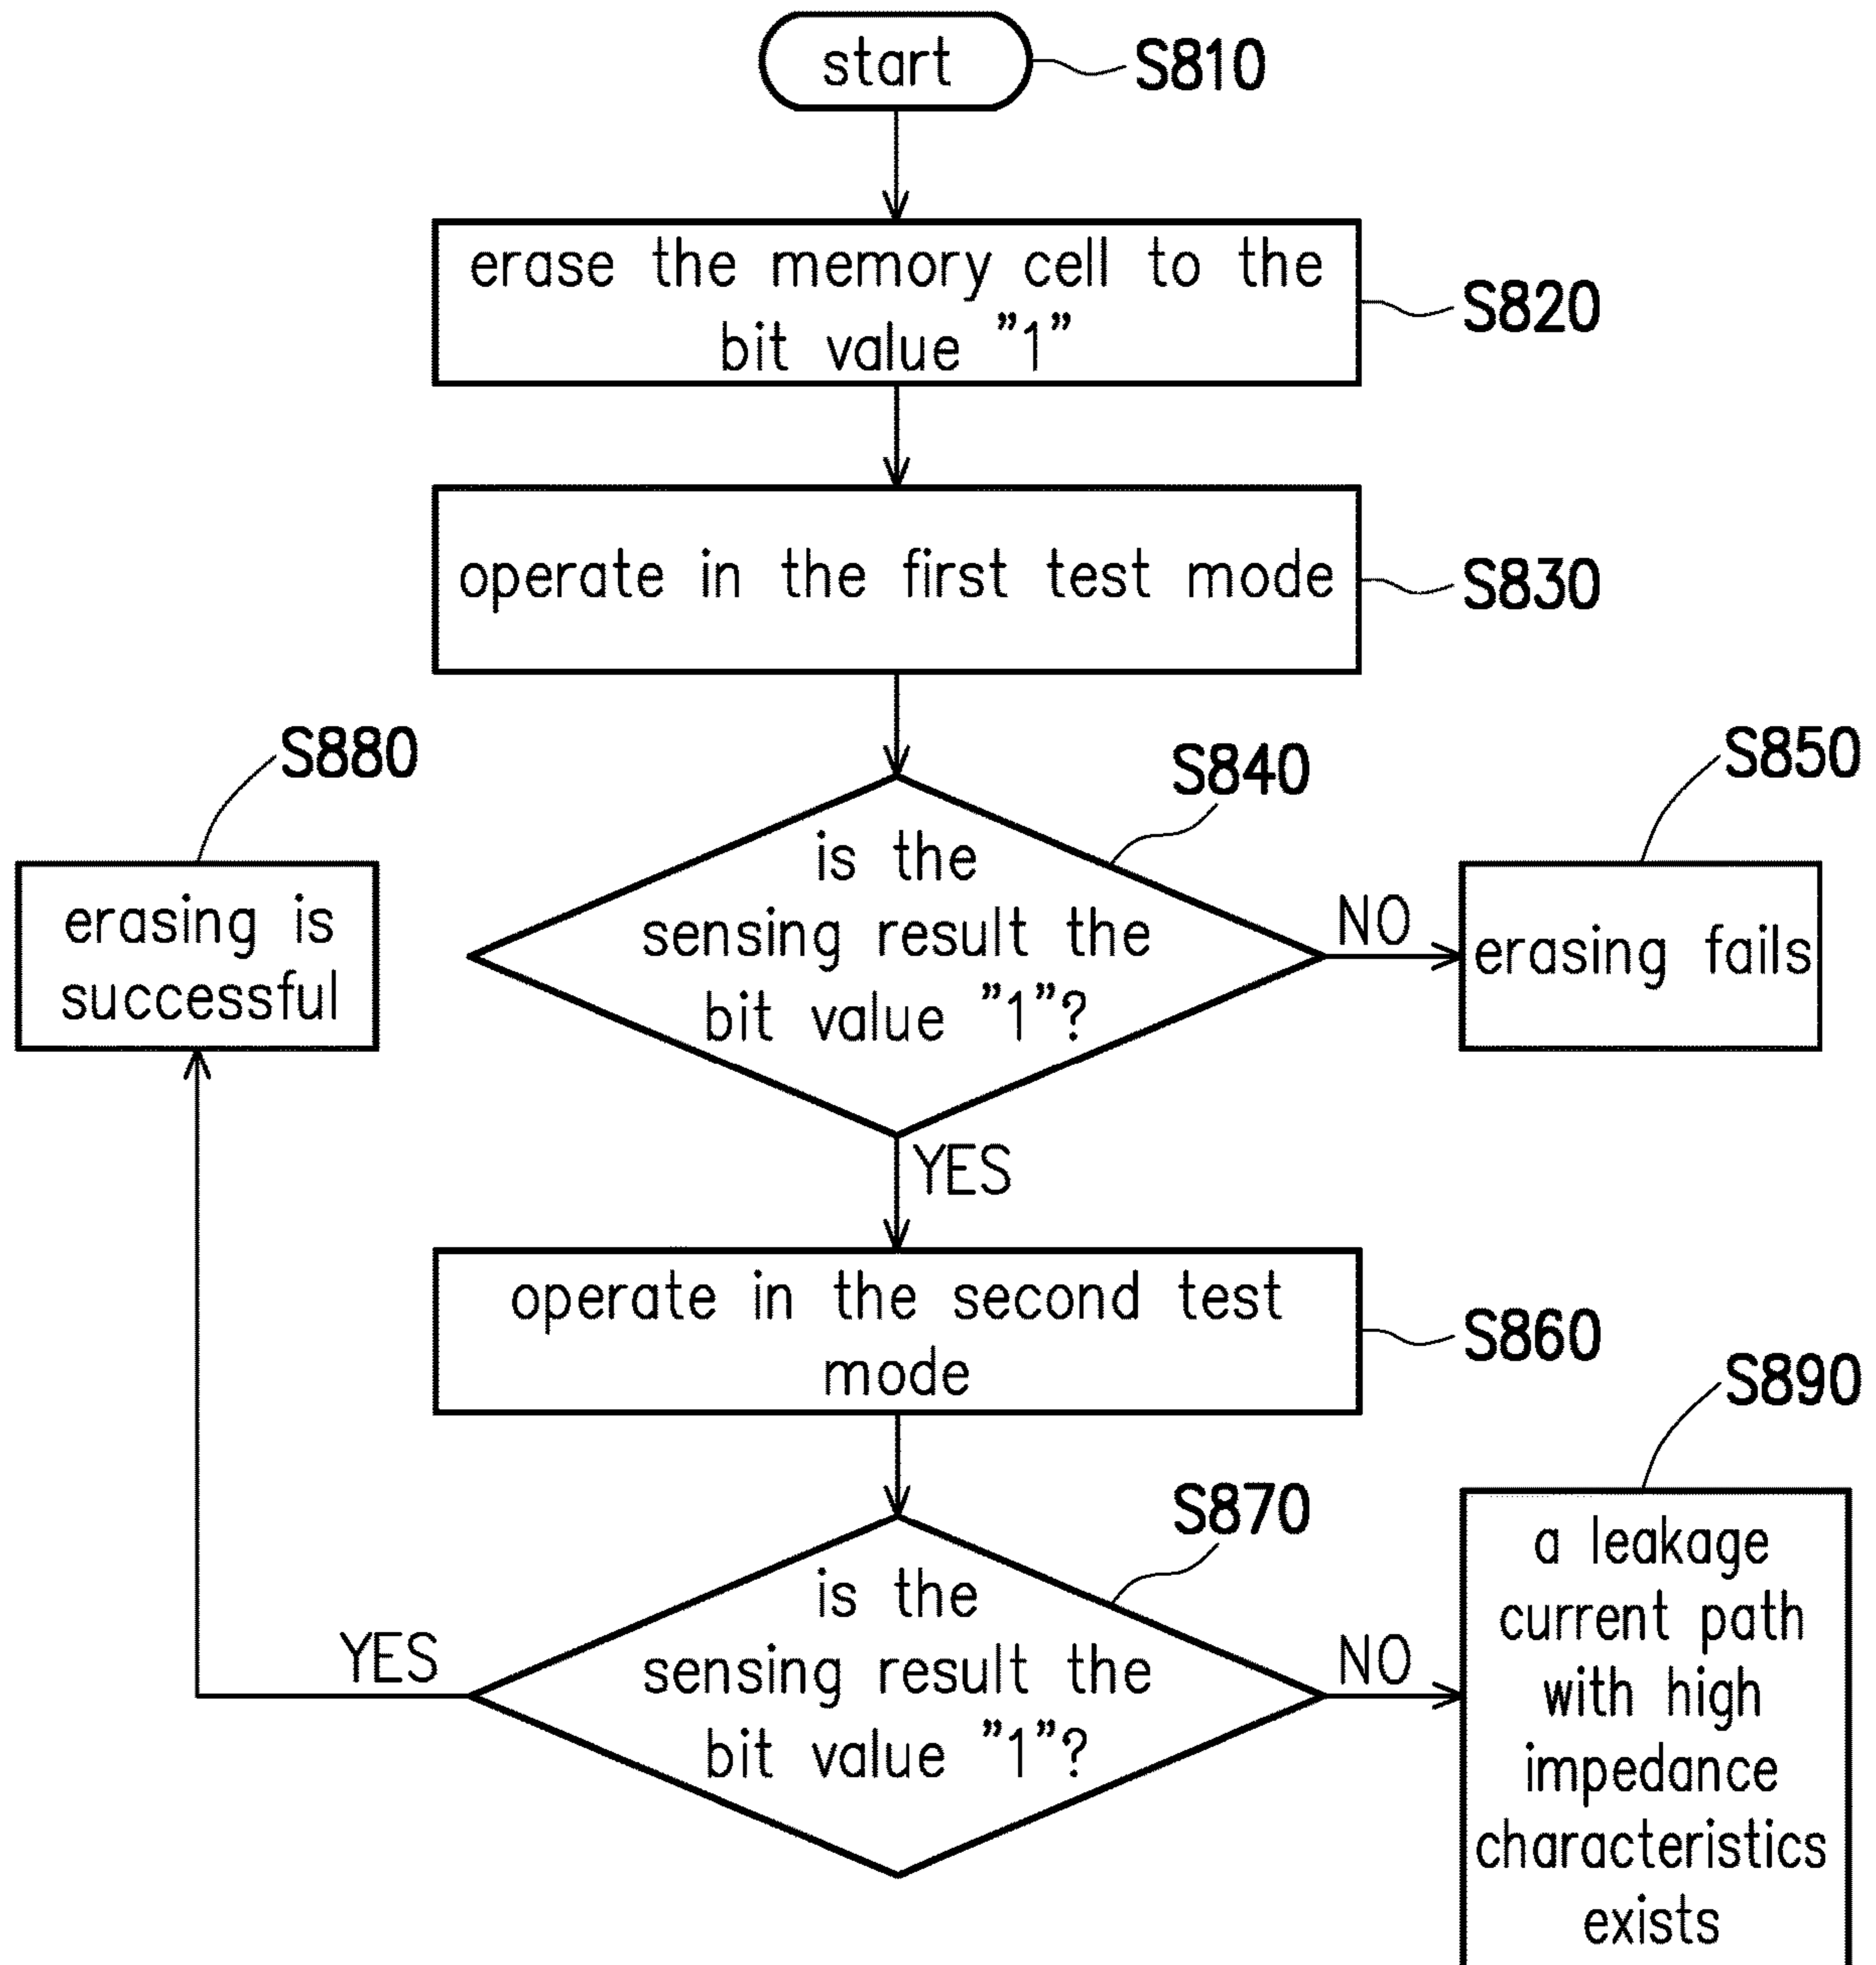 start
S810
erase the memory cell to the
bit value "1"
S820
operate in the first test mode
S830
S880
S840
S850
erasing is
successful
is the
sensing result the
bit value "1"?
NO
erasing fails
YES
operate in the second test
mode
S860
S890
S870
is the
sensing result the
bit value "1"?
YES
NO
a leakage
current path
with high
impedance
characteristics
exists